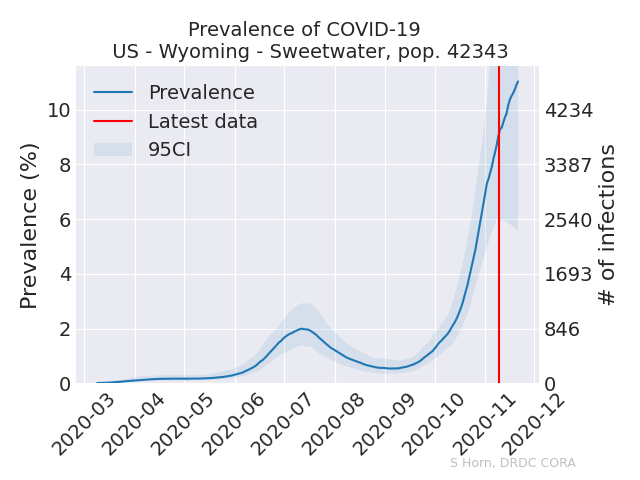 Prevalence of COVID-19
US - Wyoming - Sweetwater, pop. 42343
Prevalence
Latest data
95CI
Prevalence (%)
10
8
6
4
2
0
4234
3387
2540
1693
846
0
# of infections
2020-03
2020-04
2020-05
2020-06
2020-07
2020-08
2020-09
2020-10
2020-11
2020-12
S Horn, DRDC CORA